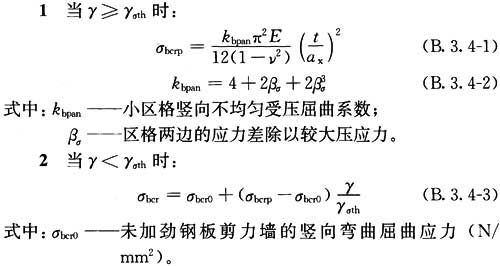 1 当 γ ≥ γσth 时：
σbcrp = kbpanπ²E / 12(1−ν²) (t / ax)² (B.3.4-1)
kbpan = 4 + 2βσ + 2βσ³ (B.3.4-2)
式中：kbpan——小区格竖向不均匀受压屈曲系数；
βσ——区格两边的应力差除以较大压应力。
2 当 γ < γσth 时：
σbcr = σbcr0 + (σbcrp − σbcr0) γ / γσth (B.3.4-3)
式中：σbcr0——未加劲钢板剪力墙的竖向弯曲屈曲应力（N/
mm²）。